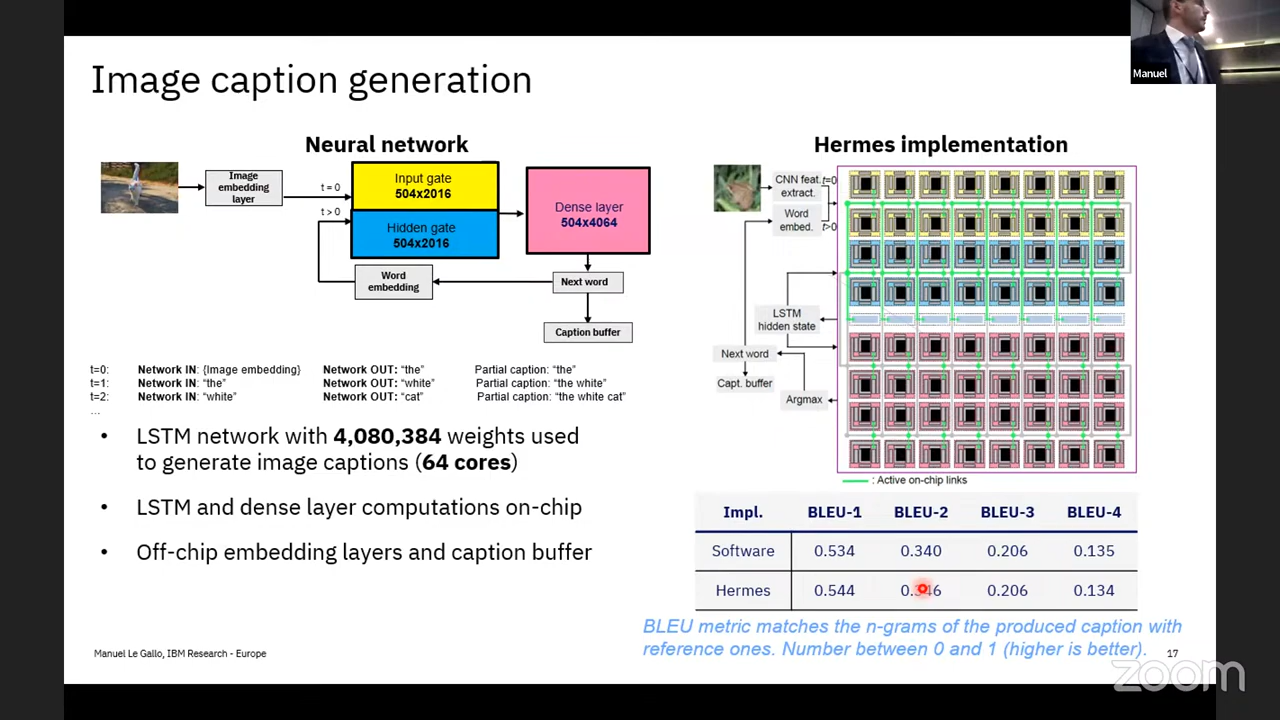 Manuel
Image caption generation
Neural network
Image
embedding
layer
t = 0
t > 0
Input gate
504x2016
Hidden gate
504x2016
Dense layer
504x4064
Word
embedding
Next word
Caption buffer
t=0: Network IN: {Image embedding) Network OUT: “the” Partial caption: “the”
t=1: Network IN: “the” Network OUT: “white” Partial caption: “the white”
t=2: Network IN: “white” Network OUT: “cat” Partial caption: “the white cat”
...
• LSTM network with 4,080,384 weights used
to generate image captions (64 cores)
• LSTM and dense layer computations on-chip
• Off-chip embedding layers and caption buffer
Hermes implementation
CNN feat.
extract.
t=0
Word
embed.
t>0
LSTM
hidden state
Next word
Capt. buffer
Argmax
: Active on-chip links
Impl. BLEU-1 BLEU-2 BLEU-3 BLEU-4
Software 0.534 0.340 0.206 0.135
Hermes 0.544 0.206 0.134
BLEU metric matches the n-grams of the produced caption with
reference ones. Number between 0 and 1 (higher is better).
Manuel Le Gallo, IBM Research - Europe
17
zoom